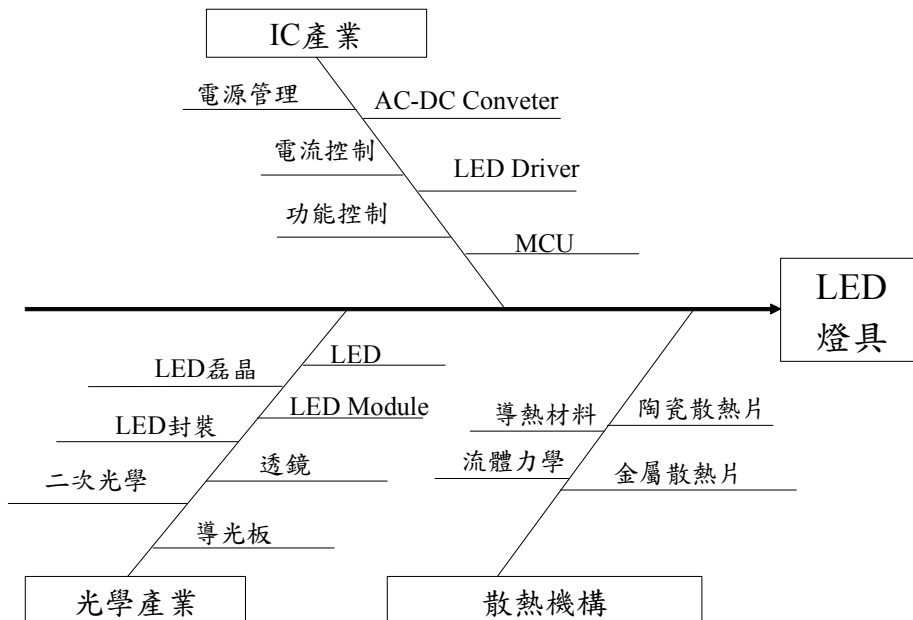 IC產業
電源管理
AC-DC Conveter
電流控制
LED Driver
功能控制
MCU
LED
燈具
LED
LED磊晶
LED Module
LED封裝
透鏡
二次光學
導光板
導熱材料
陶瓷散熱片
流體力學
金屬散熱片
光學產業
散熱機構